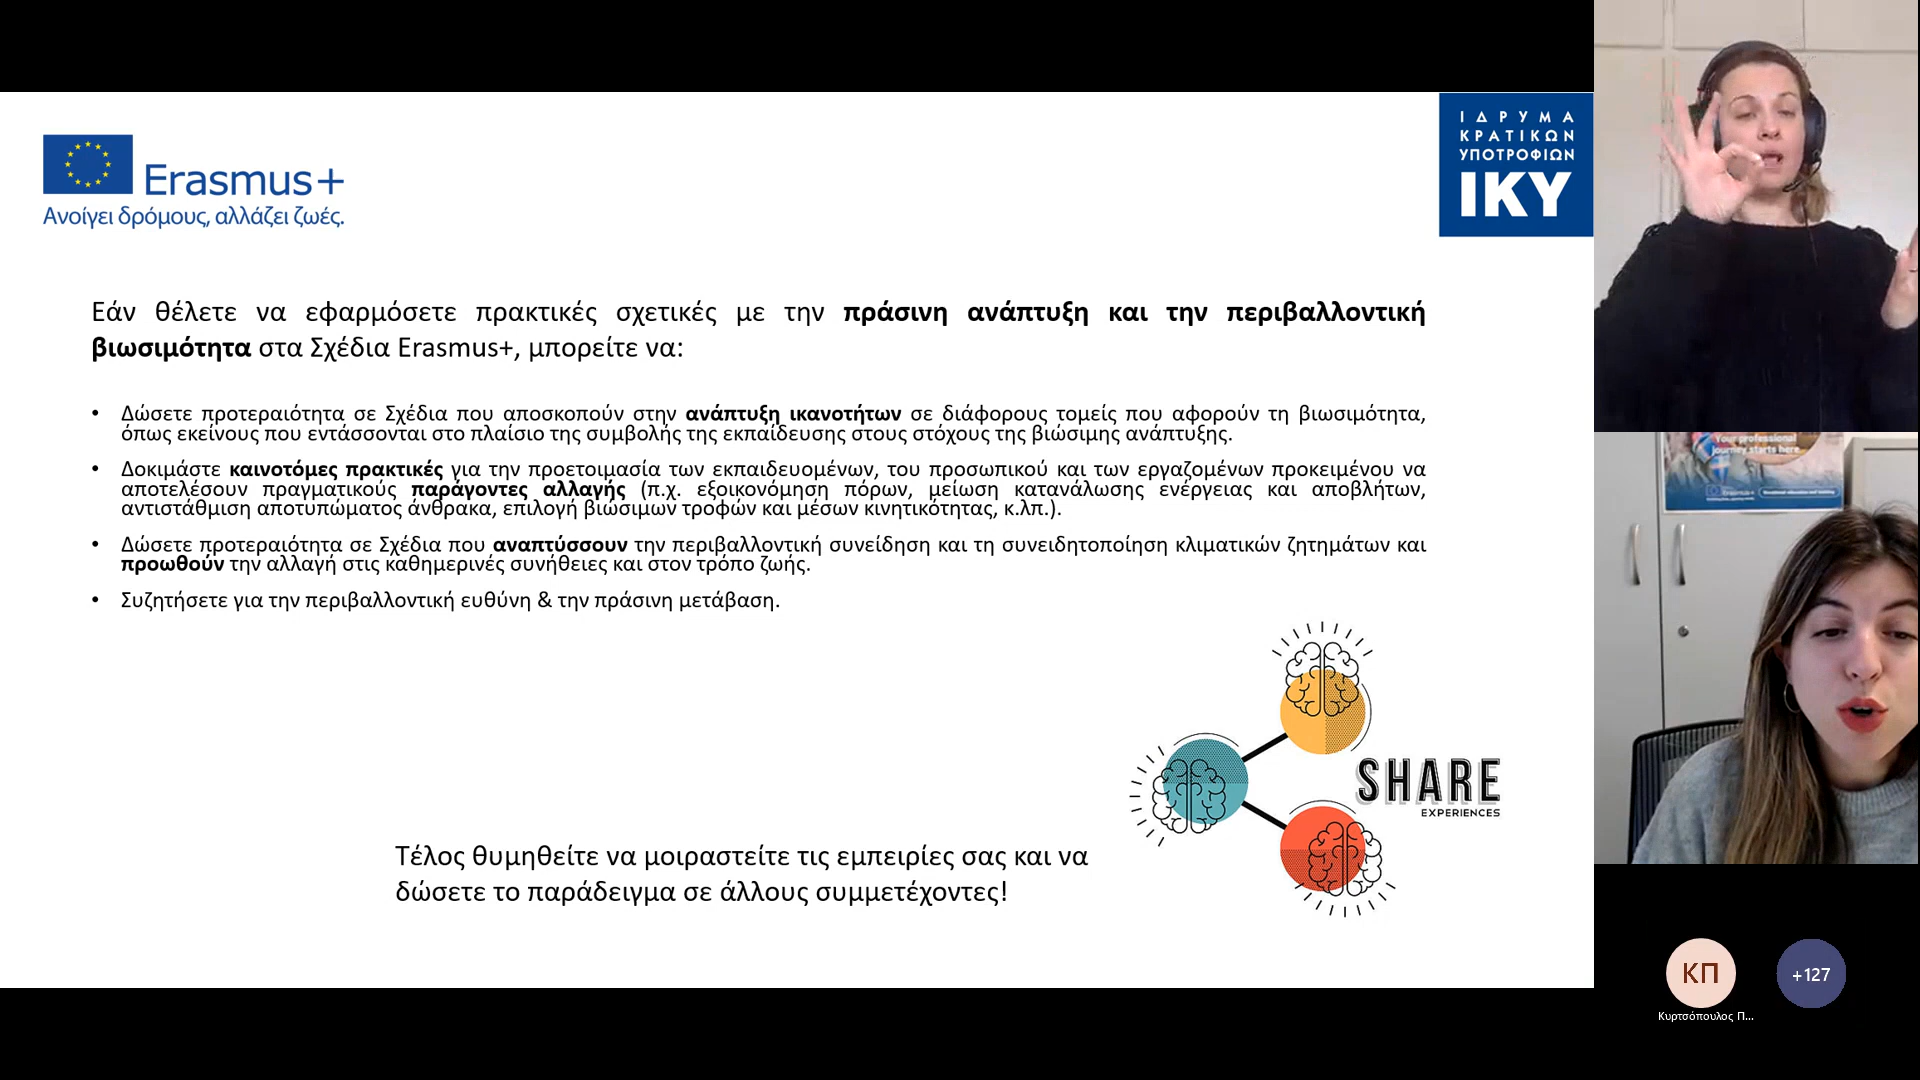 Erasmus+
Ανοίγει δρόμους, αλλάζει ζωές.
ΙΔΡΥΜΑ
ΚΡΑΤΙΚΩΝ
ΥΠΟΤΡΟΦΙΩΝ
ΙΚΥ
Εάν θέλετε να εφαρμόσετε πρακτικές σχετικές με την πράσινη ανάπτυξη και την περιβαλλοντική
βιωσιμότητα στα Σχέδια Erasmus+, μπορείτε να:
• Δώσετε προτεραιότητα σε Σχέδια που αποσκοπούν στην ανάπτυξη ικανοτήτων σε διάφορους τομείς που αφορούν τη βιωσιμότητα,
όπως εκείνους που εντάσσονται στο πλαίσιο της συμβολής της εκπαίδευσης στους στόχους της βιώσιμης ανάπτυξης.
• Δοκιμάστε καινοτόμες πρακτικές για την προετοιμασία των εκπαιδευομένων, του προσωπικού και των εργαζομένων προκειμένου να
αποτελέσουν πραγματικούς παράγοντες αλλαγής (π.χ. εξοικονόμηση πόρων, μείωση κατανάλωσης ενέργειας και αποβλήτων,
αντιστάθμιση αποτυπώματος άνθρακα, επιλογή βιώσιμων τροφών και μέσων κινητικότητας, κ.λπ.).
• Δώσετε προτεραιότητα σε Σχέδια που αναπτύσσουν την περιβαλλοντική συνείδηση και τη συνειδητοποίηση κλιματικών ζητημάτων και
προωθούν την αλλαγή στις καθημερινές συνήθειες και στον τρόπο ζωής.
• Συζητήσετε για την περιβαλλοντική ευθύνη & την πράσινη μετάβαση.
SHARE
EXPERIENCES
Τέλος θυμηθείτε να μοιραστείτε τις εμπειρίες σας και να
δώσετε το παράδειγμα σε άλλους συμμετέχοντες!
Your professional
journey starts here
ΚΠ
+127
Κυρτσόπουλος Π...